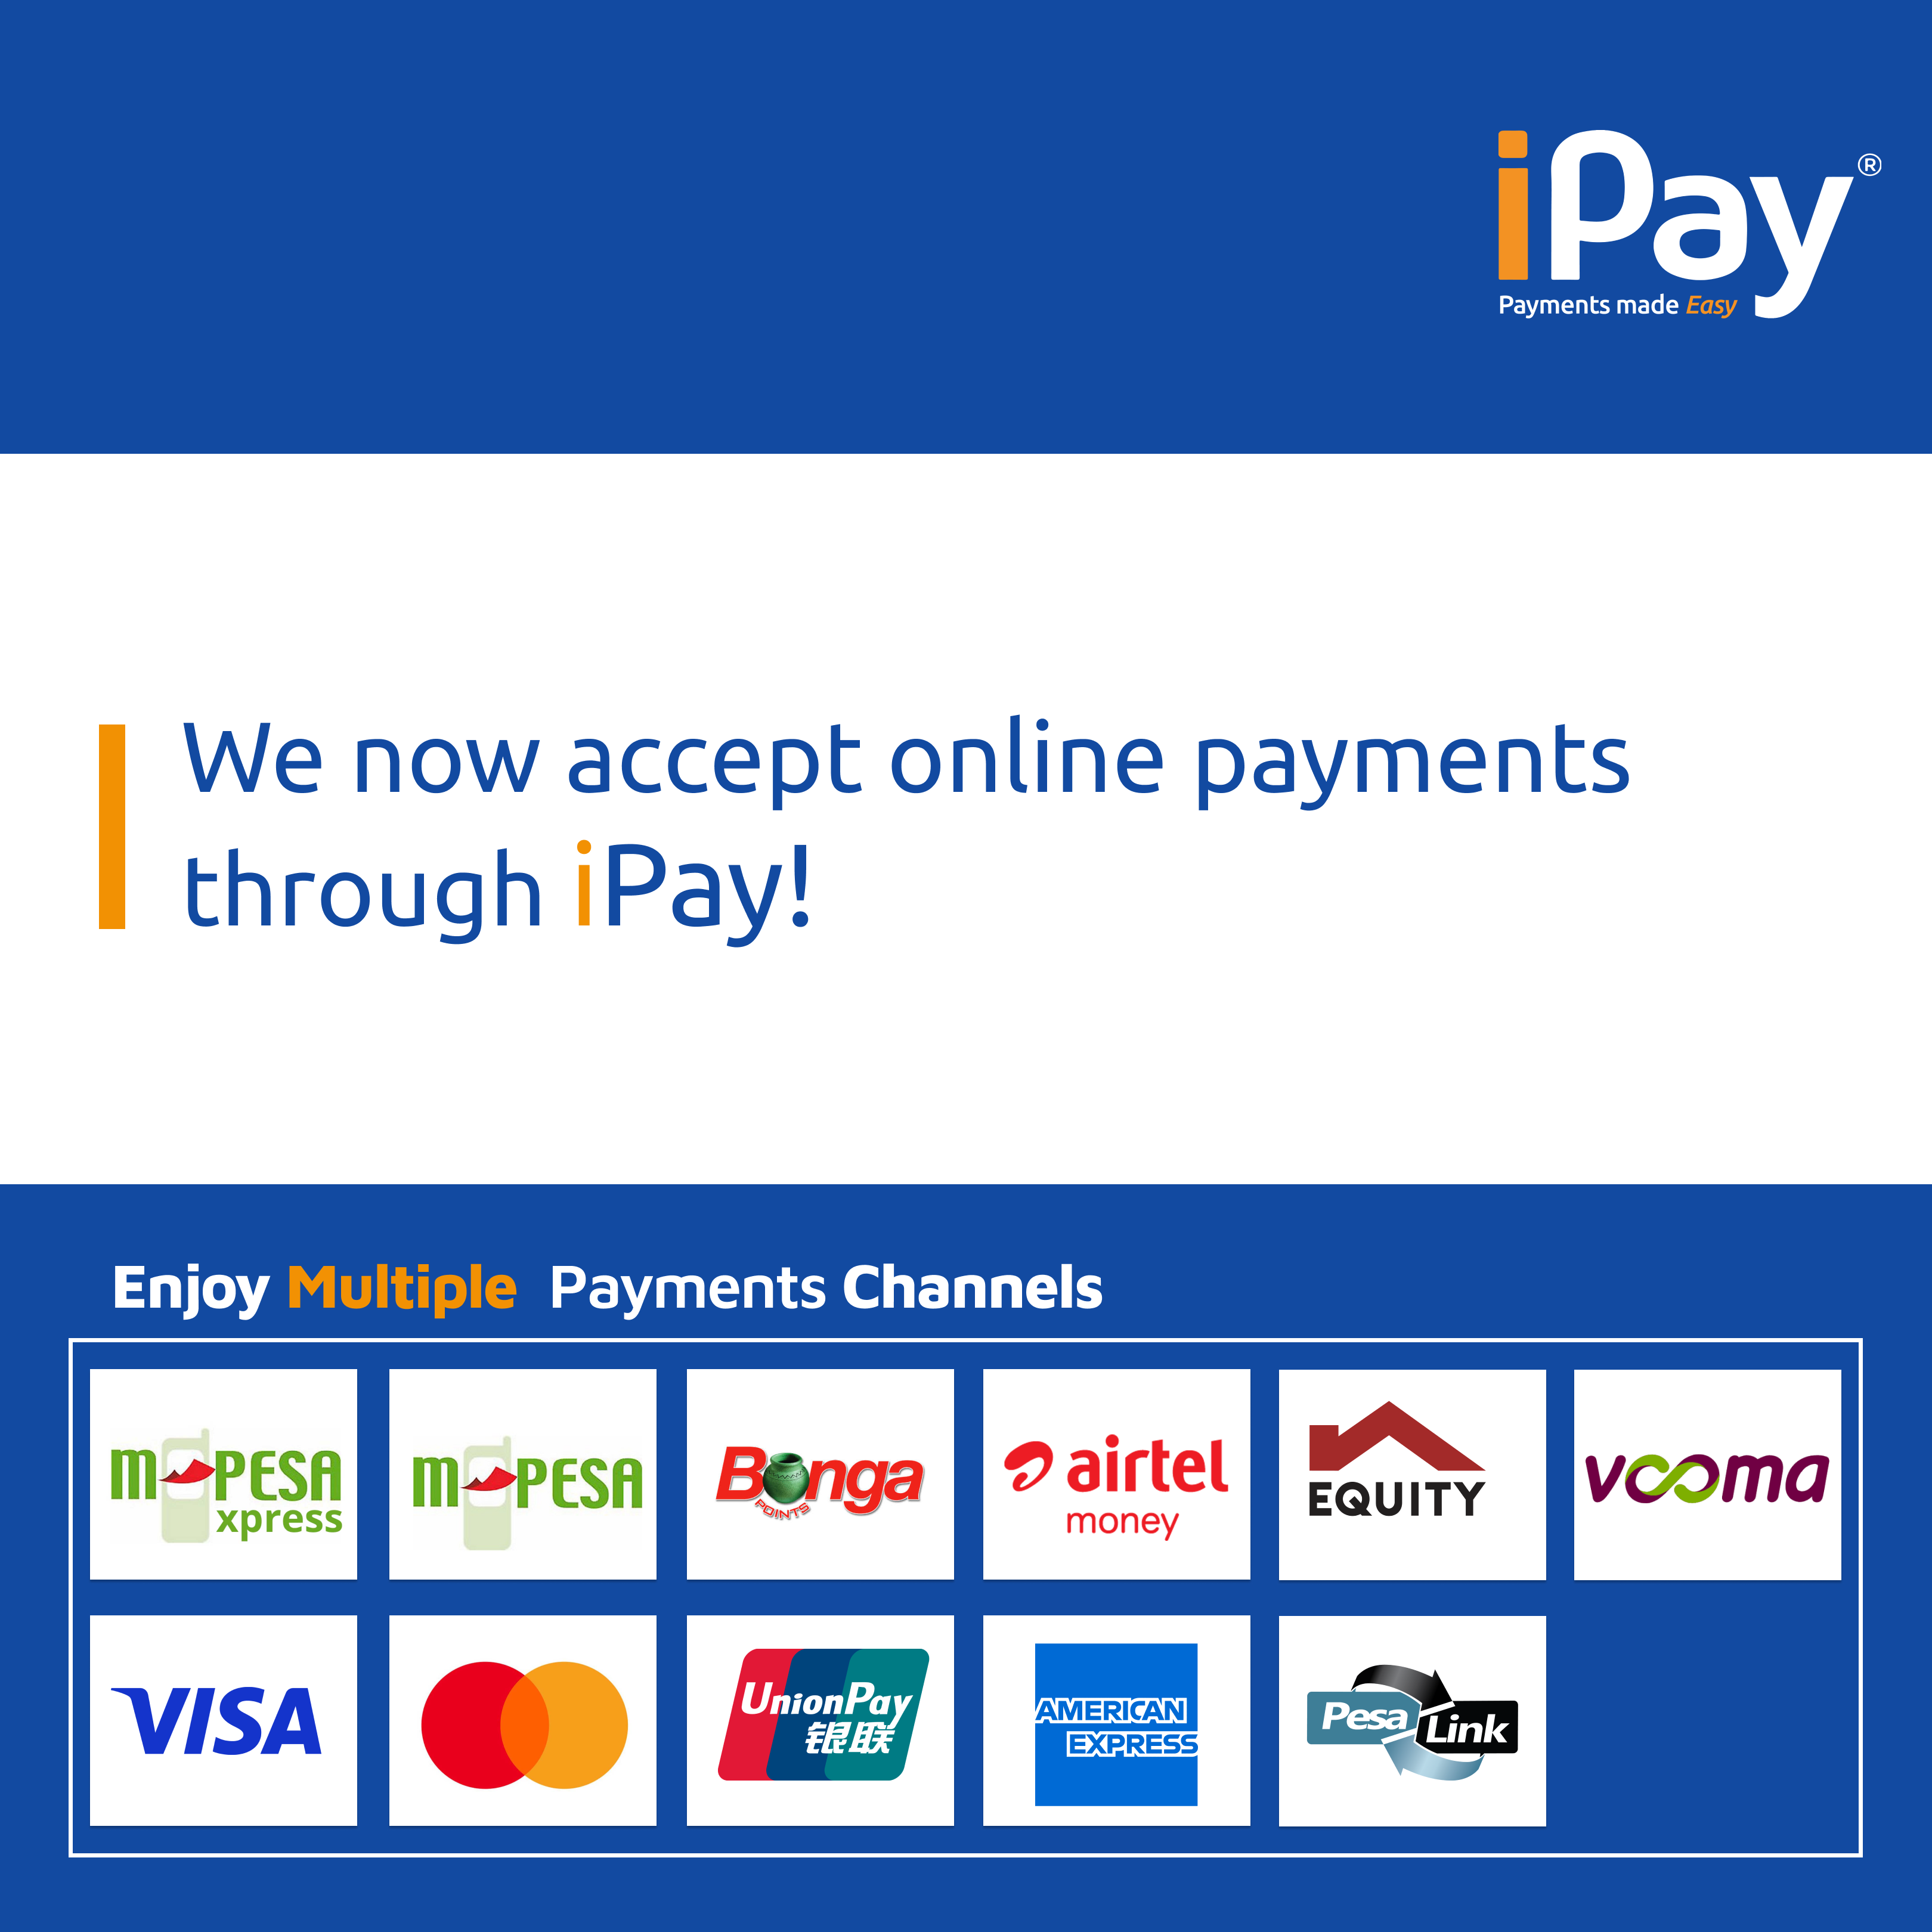 iPay®
Payments made Easy
We now accept online payments
through iPay!
Enjoy Multiple Payments Channels
M-PESA
xpress
M-PESA
Bonga
POINTS
airtel
money
EQUITY
vooma
VISA
UnionPay
银联
AMERICAN
EXPRESS
Pesa Link